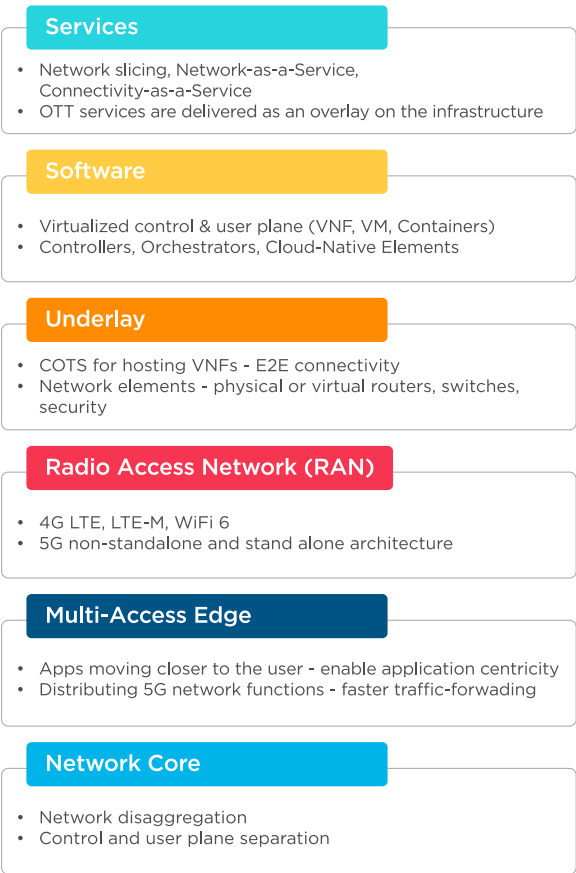 Services
• Network slicing, Network-as-a-Service,
Connectivity-as-a-Service
• OTT services are delivered as an overlay on the infrastructure
Software
• Virtualized control & user plane (VNF, VM, Containers)
• Controllers, Orchestrators, Cloud-Native Elements
Underlay
• COTS for hosting VNFs - E2E connectivity
• Network elements - physical or virtual routers, switches,
security
Radio Access Network (RAN)
• 4G LTE, LTE-M, WiFi 6
• 5G non-standalone and stand alone architecture
Multi-Access Edge
• Apps moving closer to the user - enable application centricity
• Distributing 5G network functions - faster traffic-forwading
Network Core
• Network disaggregation
• Control and user plane separation